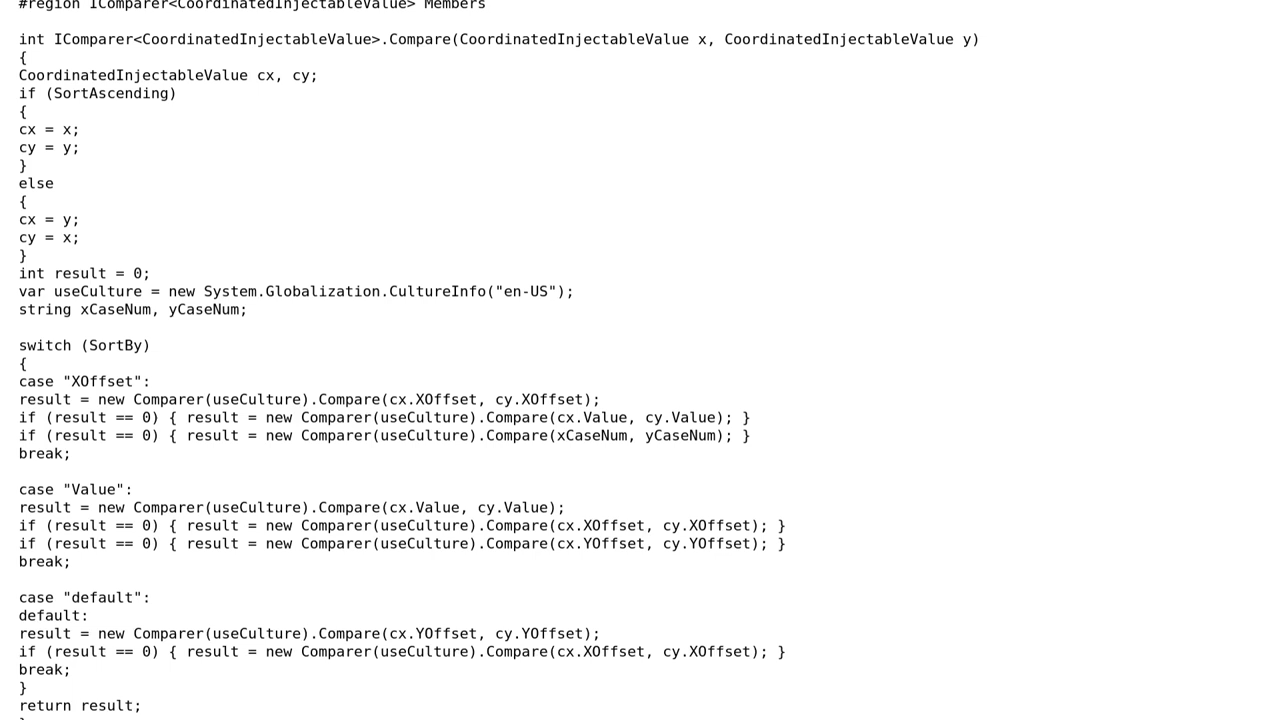 #region IComparer<CoordinatedInjectableValue> Members
int IComparer<CoordinatedInjectableValue>.Compare(CoordinatedInjectableValue x, CoordinatedInjectableValue y)
{
CoordinatedInjectableValue cx, cy;
if (SortAscending)
{
cx = x;
cy = y;
}
else
{
cx = y;
cy = x;
}
int result = 0;
var useCulture = new System.Globalization.CultureInfo("en-US");
string xCaseNum, yCaseNum;
switch (SortBy)
{
case "XOffset":
result = new Comparer(useCulture).Compare(cx.XOffset, cy.XOffset);
if (result == 0) { result = new Comparer(useCulture).Compare(cx.Value, cy.Value); }
if (result == 0) { result = new Comparer(useCulture).Compare(xCaseNum, yCaseNum); }
break;
case "Value":
result = new Comparer(useCulture).Compare(cx.Value, cy.Value);
if (result == 0) { result = new Comparer(useCulture).Compare(cx.XOffset, cy.XOffset); }
if (result == 0) { result = new Comparer(useCulture).Compare(cx.YOffset, cy.YOffset); }
break;
case "default":
default:
result = new Comparer(useCulture).Compare(cx.YOffset, cy.YOffset);
if (result == 0) { result = new Comparer(useCulture).Compare(cx.XOffset, cy.XOffset); }
break;
}
return result;
}